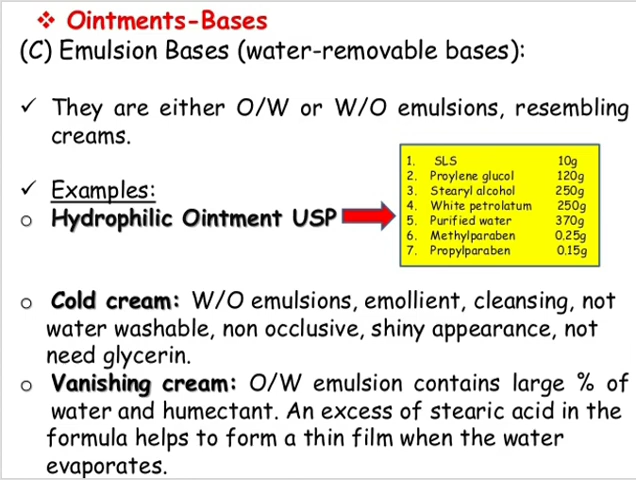 ❖ Ointments-Bases
(C) Emulsion Bases (water-removable bases):
✓ They are either O/W or W/O emulsions, resembling
creams.
✓ Examples:
o Hydrophilic Ointment USP
1. SLS 10g
2. Proylene glucol 120g
3. Stearyl alcohol 250g
4. White petrolatum 250g
5. Purified water 370g
6. Methylparaben 0.25g
7. Propylparaben 0.15g
o Cold cream: W/O emulsions, emollient, cleansing, not
water washable, non occlusive, shiny appearance, not
need glycerin.
o Vanishing cream: O/W emulsion contains large % of
water and humectant. An excess of stearic acid in the
formula helps to form a thin film when the water
evaporates.